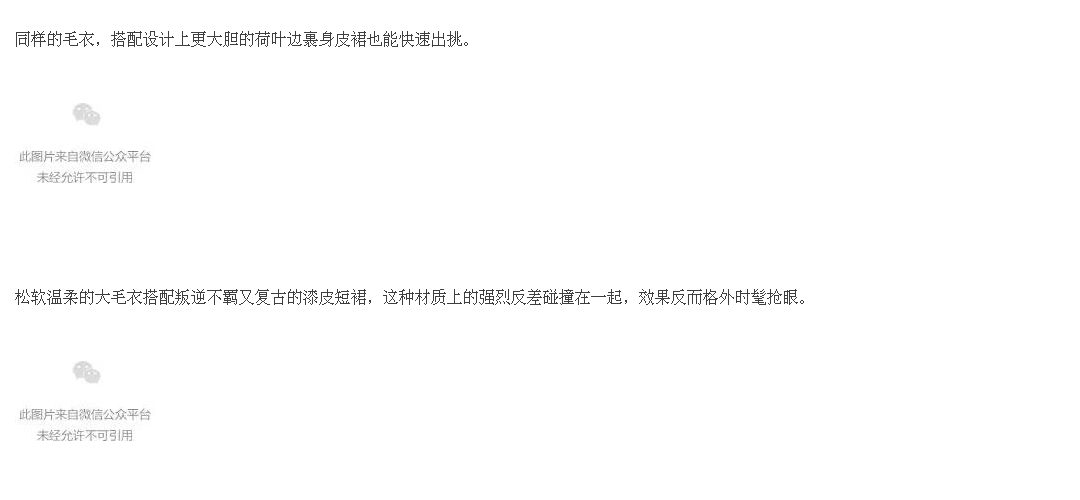 同样的毛衣，搭配设计上更大胆的荷叶边裹身皮裙也能快速出挑。
此图片来自微信公众平台
未经允许不可引用
松软温柔的大毛衣搭配叛逆不羁又复古的漆皮短裙，这种材质上的强烈反差碰撞在一起，效果反而格外时髦抢眼。
此图片来自微信公众平台
未经允许不可引用